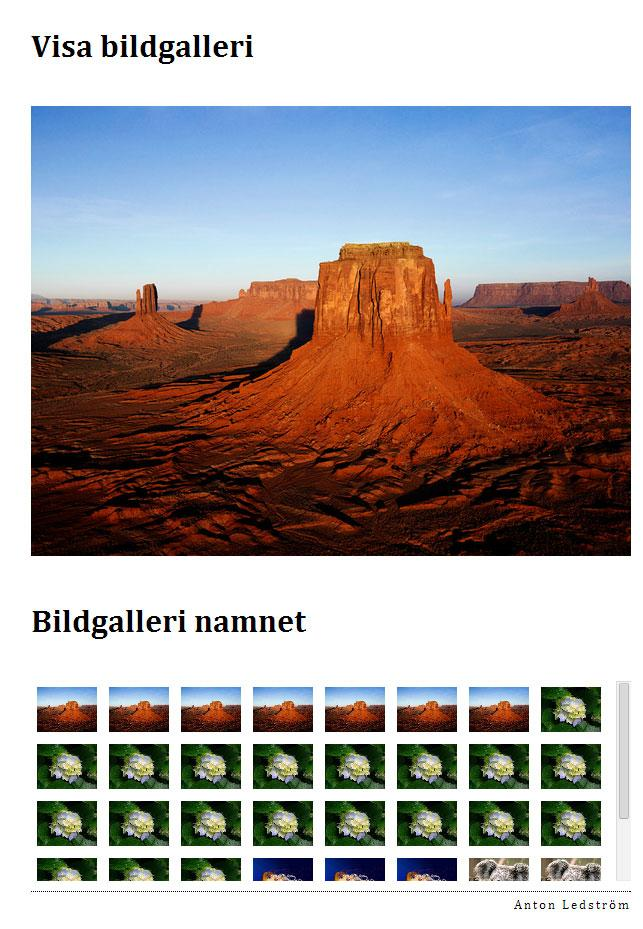 Visa bildgalleri
Bildgalleri namnet
Anton Ledström